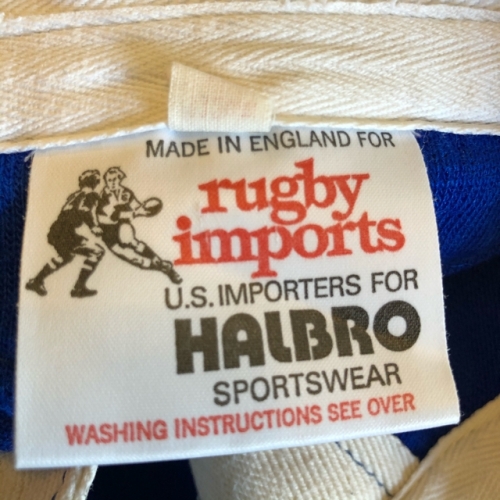 MADE IN ENGLAND FOR
rugby
imports
U.S. IMPORTERS FOR
HALBRO
SPORTSWEAR
WASHING INSTRUCTIONS SEE OVER